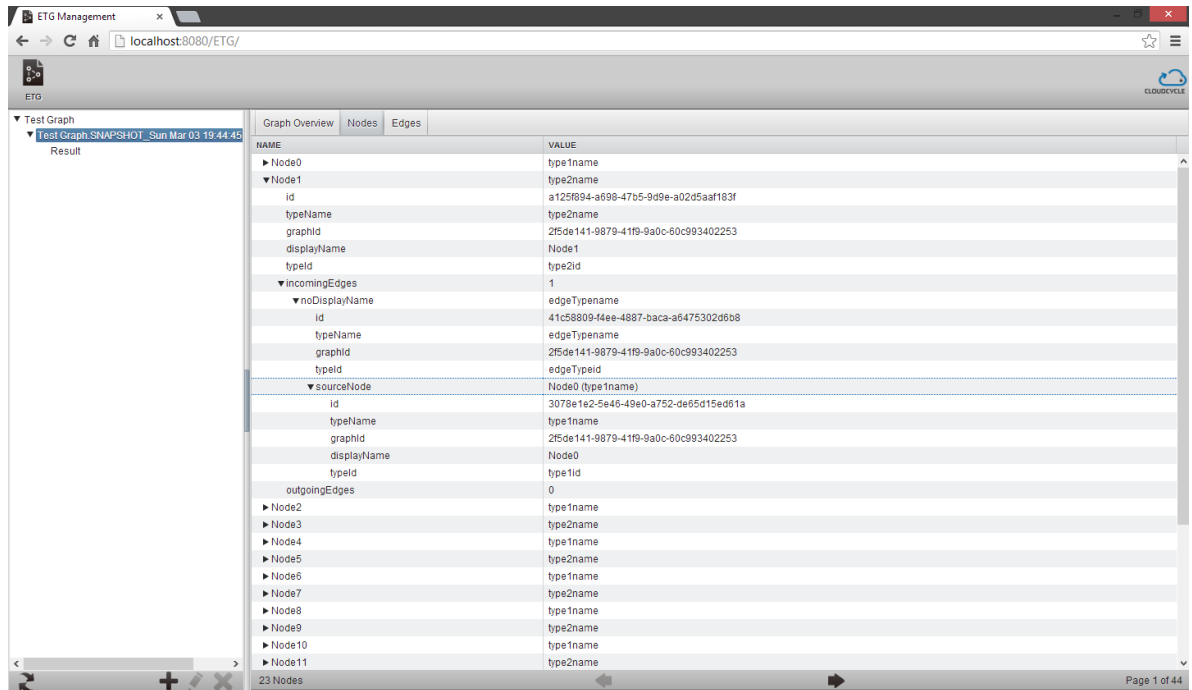 ETG Management
localhost:8080/ETG/
ETG
CLOUDCYCLE
Test Graph
Test Graph.SNAPSHOT_Sun Mar 03 19:44:45
Result
Graph Overview Nodes Edges
NAME VALUE
Node0 type1name
Node1 type2name
id a125f894-a698-47b5-9d9e-a02d5aaf183f
typeName type2name
graphId 2f5de141-9879-41f9-9a0c-60c993402253
displayName Node1
typeId type2id
incomingEdges 1
noDisplayName edgeTypename
id 41c58809-f4ee-4887-baca-a6475302d6b8
typeName edgeTypename
graphId 2f5de141-9879-41f9-9a0c-60c993402253
typeId edgeTypeid
sourceNode Node0 (type1name)
id 3078e1e2-5e46-49e0-a752-de65d15ed61a
typeName type1name
graphId 2f5de141-9879-41f9-9a0c-60c993402253
displayName Node0
typeId type1id
outgoingEdges 0
Node2 type1name
Node3 type2name
Node4 type1name
Node5 type2name
Node6 type1name
Node7 type2name
Node8 type1name
Node9 type2name
Node10 type1name
Node11 type2name
23 Nodes Page 1 of 44